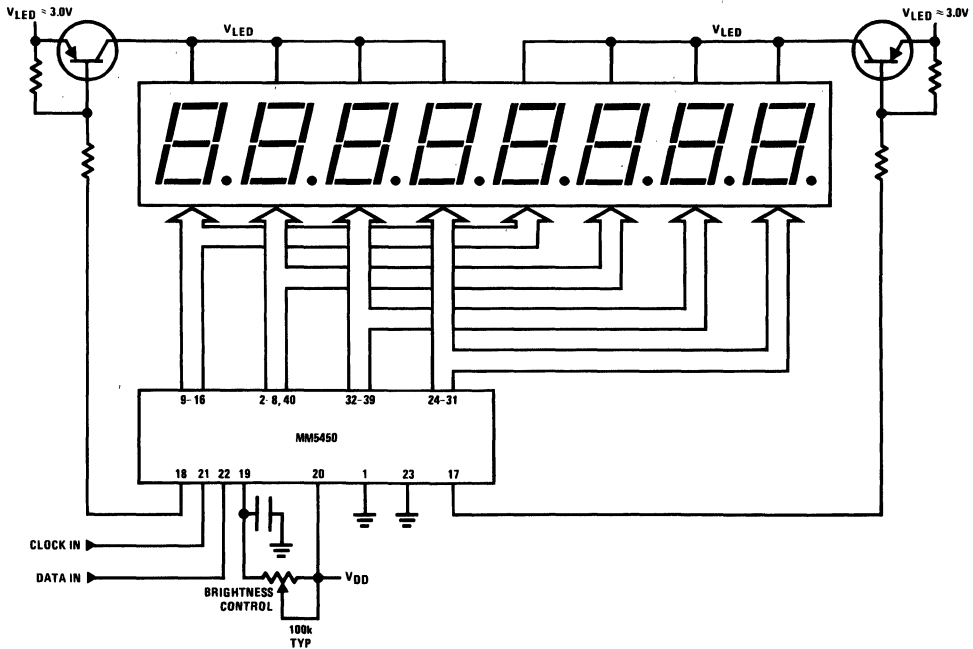 VLED ≈ 3.0V
VLED
VLED
VLED ≈ 3.0V
9-16
2-8, 40
32-39
24-31
MM5450
18
21
22
19
20
1
23
17
CLOCK IN
DATA IN
BRIGHTNESS
CONTROL
VDD
100k
TYP